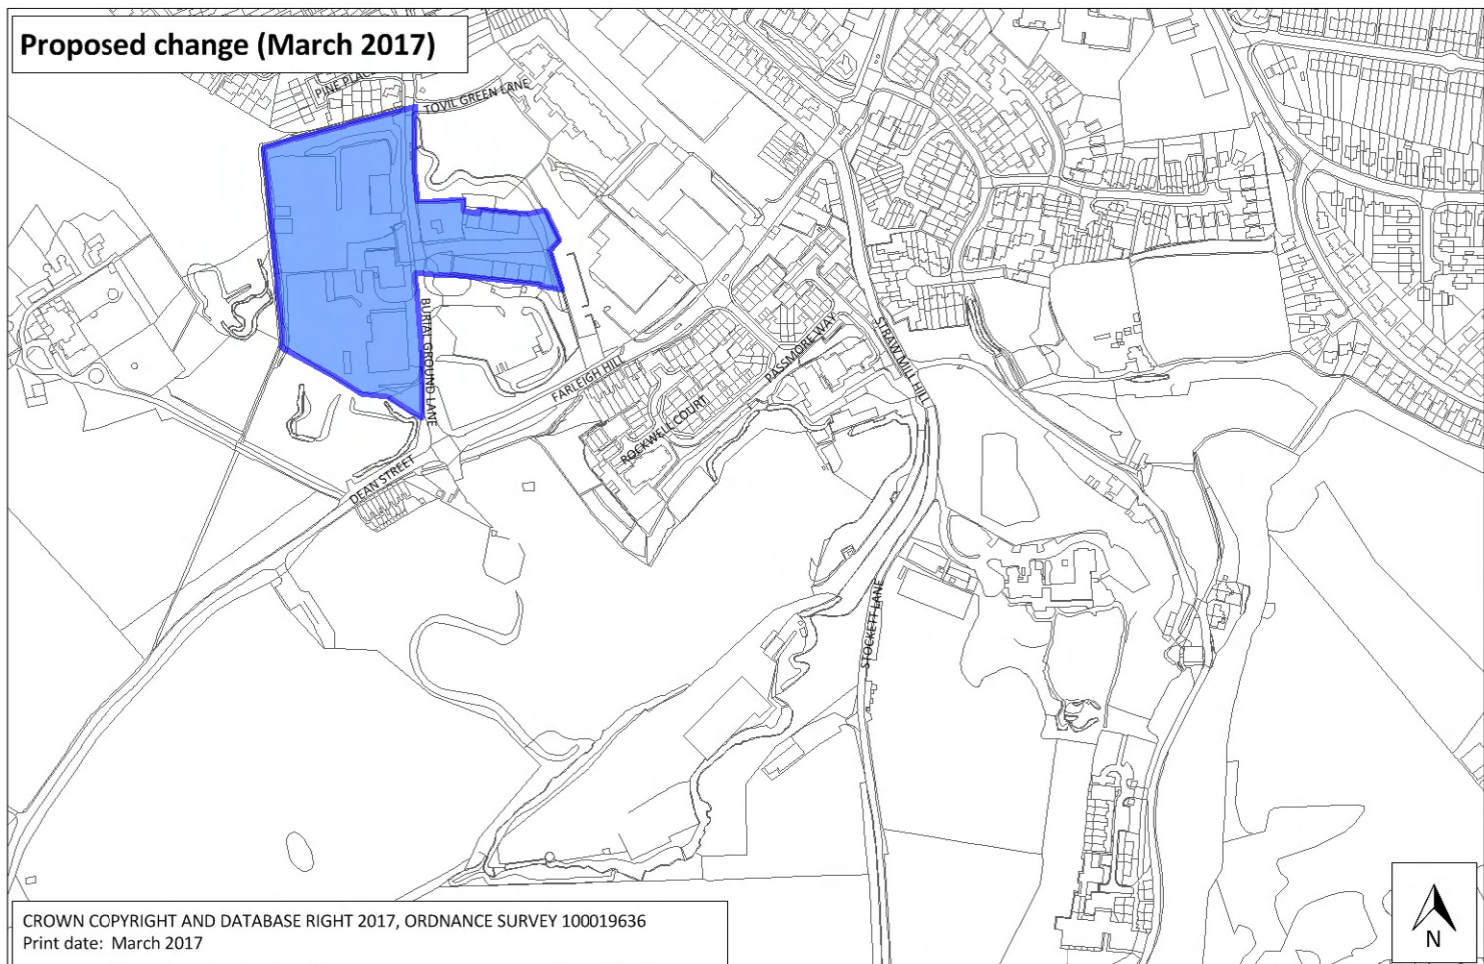 Proposed change (March 2017)
PINE PLACE
TOVIL GREEN LANE
BURIAL GROUND LANE
FARLEIGH HILL
PASSMORE WAY
STRAW MILL HILL
ROCKWELL COURT
DEAN STREET
STOCKETT LANE
CROWN COPYRIGHT AND DATABASE RIGHT 2017, ORDNANCE SURVEY 100019636
Print date: March 2017
N